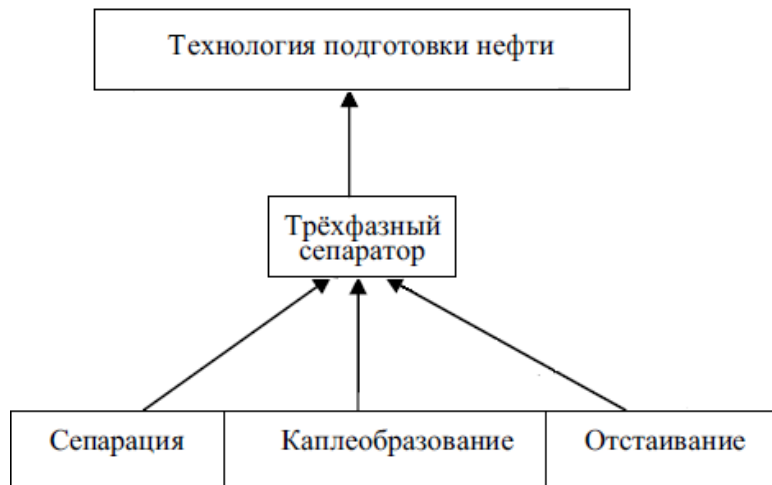 Технология подготовки нефти
Трёхфазный
сепаратор
Сепарация
Каплеобразование
Отстаивание